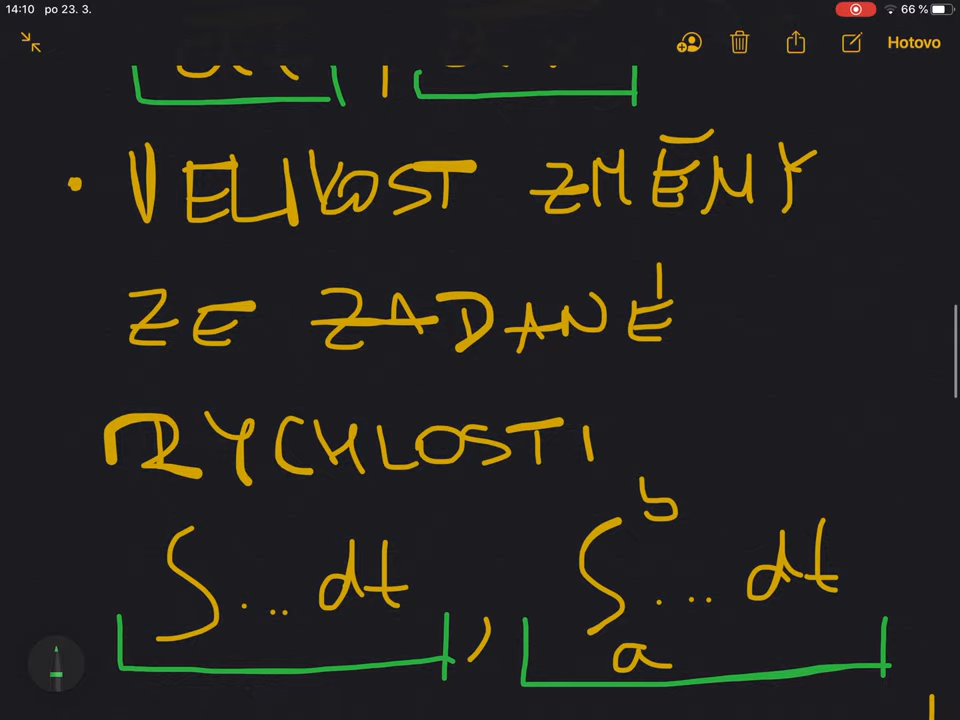 14:10 po 23. 3. 66 %
Hotovo
• VELIKOST ZMĚNY
ZE ZADANÉ
RYCHLOSTI
∫ ... dt , ∫ₐᵇ ... dt